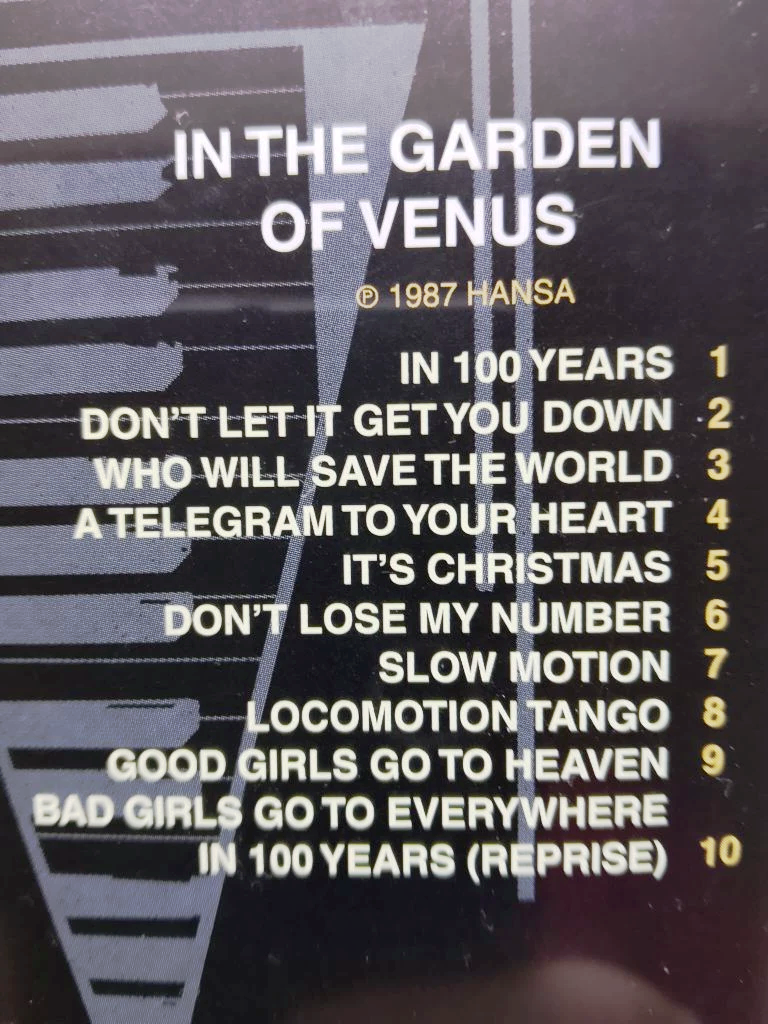 IN THE GARDEN
OF VENUS
℗ 1987 HANSA
IN 100 YEARS 1
DON'T LET IT GET YOU DOWN 2
WHO WILL SAVE THE WORLD 3
A TELEGRAM TO YOUR HEART 4
IT'S CHRISTMAS 5
DON'T LOSE MY NUMBER 6
SLOW MOTION 7
LOCOMOTION TANGO 8
GOOD GIRLS GO TO HEAVEN 9
BAD GIRLS GO TO EVERYWHERE
IN 100 YEARS (REPRISE) 10